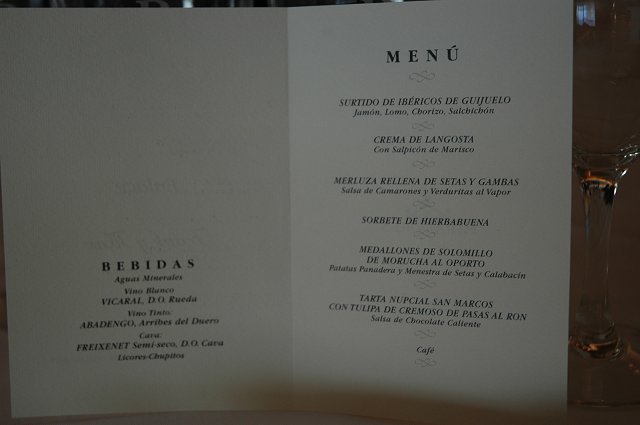 BEBIDAS
Aguas Minerales
Vino Blanco
VICARAL, D.O. Rueda
Vino Tinto:
ABADENGO, Arribes del Duero
Cava:
FREIXENET Semi-seco, D.O. Cava
Licores-Chupitos
MENÚ
SURTIDO DE IBÉRICOS DE GUIJUELO
Jamón, Lomo, Chorizo, Salchichón
CREMA DE LANGOSTA
Con Salpicón de Marisco
MERLUZA RELLENA DE SETAS Y GAMBAS
Salsa de Camarones y Verduritas al Vapor
SORBETE DE HIERBABUENA
MEDALLONES DE SOLOMILLO
DE MORUCHA AL OPORTO
Patatas Panadera y Menestra de Setas y Calabacín
TARTA NUPCIAL SAN MARCOS
CON TULIPA DE CREMOSO DE PASAS AL RON
Salsa de Chocolate Caliente
Café